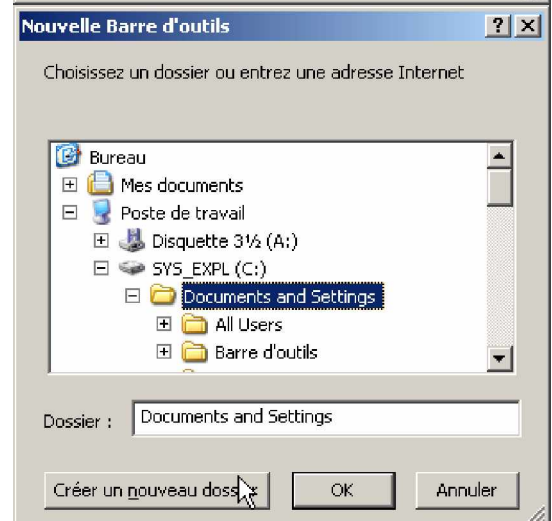 Nouvelle Barre d'outils
Choisissez un dossier ou entrez une adresse Internet
Bureau
Mes documents
Poste de travail
Disquette 3½ (A:)
SYS_EXPL (C:)
Documents and Settings
All Users
Barre d'outils
Dossier : Documents and Settings
Créer un nouveau dossier OK Annuler